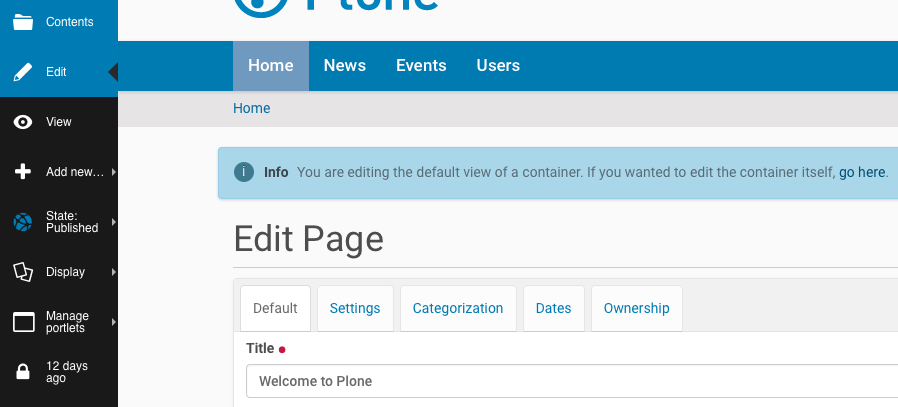 Plone
Contents
Edit
View
Add new...
State:
Published
Display
Manage
portlets
12 days
ago
Home News Events Users
Home
Info You are editing the default view of a container. If you wanted to edit the container itself, go here.
Edit Page
Default Settings Categorization Dates Ownership
Title
Welcome to Plone